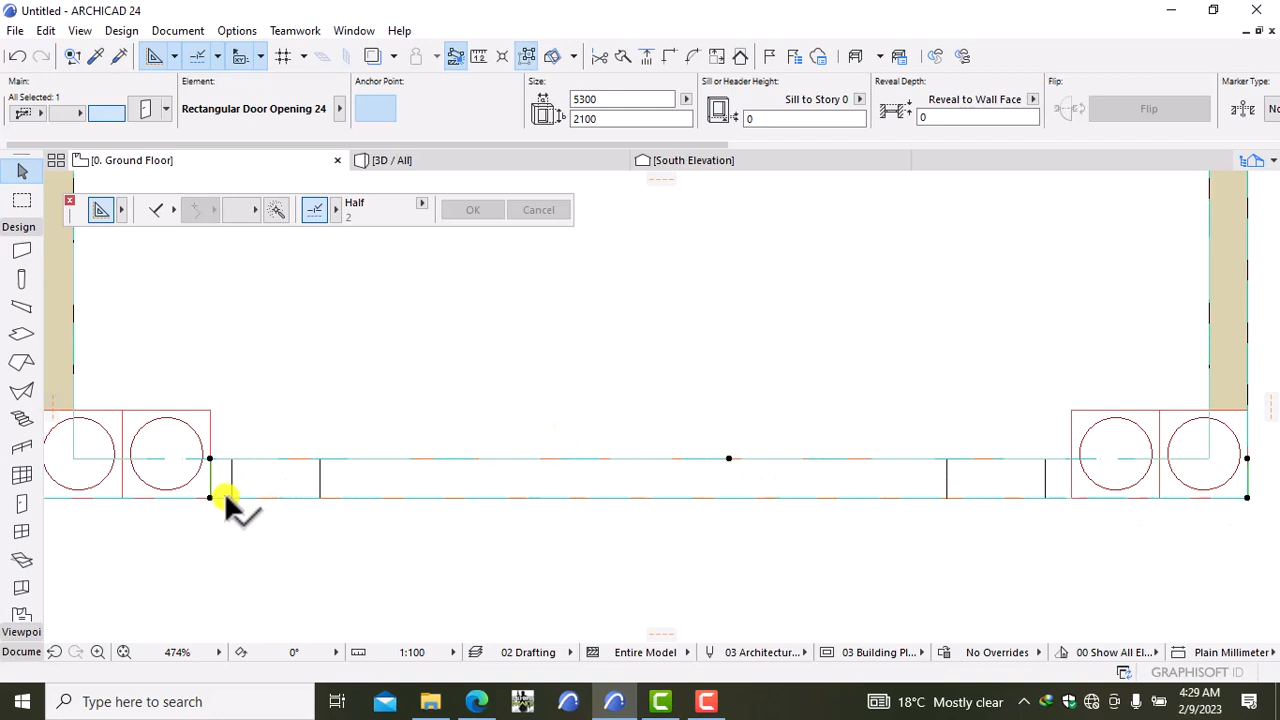 Untitled - ARCHICAD 24
File Edit View Design Document Options Teamwork Window Help
Main: Element: Anchor Point: Size: Sill or Header Height: Reveal Depth: Flip: Marker Type:
All Selected: 1
Rectangular Door Opening 24
5300
2100
Sill to Story 0
0
Reveal to Wall Face
0
Flip
No
[0. Ground Floor] [3D / All] [South Elevation]
Half
2
OK Cancel
Design
Viewpoi
Docume
474% 0° 1:100 02 Drafting Entire Model 03 Architectur... 03 Building Pl... No Overrides 00 Show All El... Plain Millimeter
GRAPHISOFT ID
Type here to search
18°C Mostly clear
4:29 AM
2/9/2023